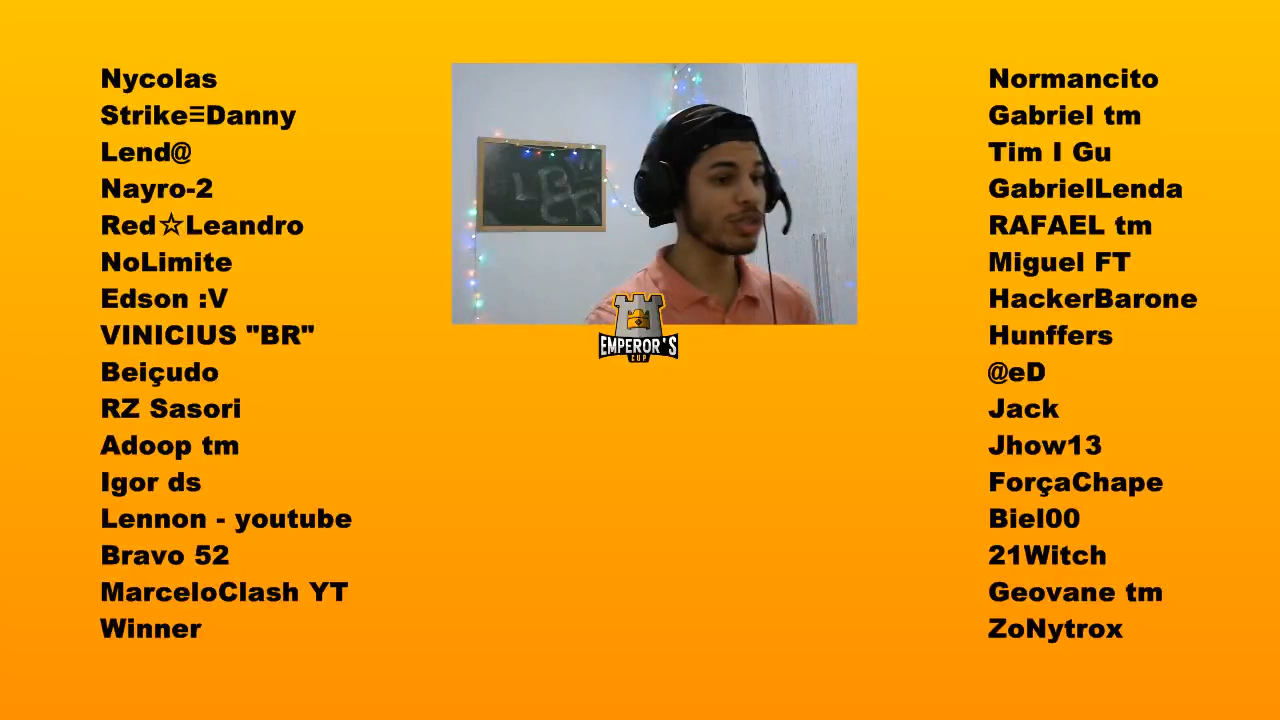 Nycolas
Strike☰Danny
Lend@
Nayro-2
Red☆Leandro
NoLimite
Edson :V
VINICIUS "BR"
Beiçudo
RZ Sasori
Adoop tm
Igor ds
Lennon - youtube
Bravo 52
MarceloClash YT
Winner
EMPEROR'S
CUP
Normancito
Gabriel tm
Tim I Gu
GabrielLenda
RAFAEL tm
Miguel FT
HackerBarone
Hunffers
@eD
Jack
Jhow13
ForçaChape
Biel00
21Witch
Geovane tm
ZoNytrox